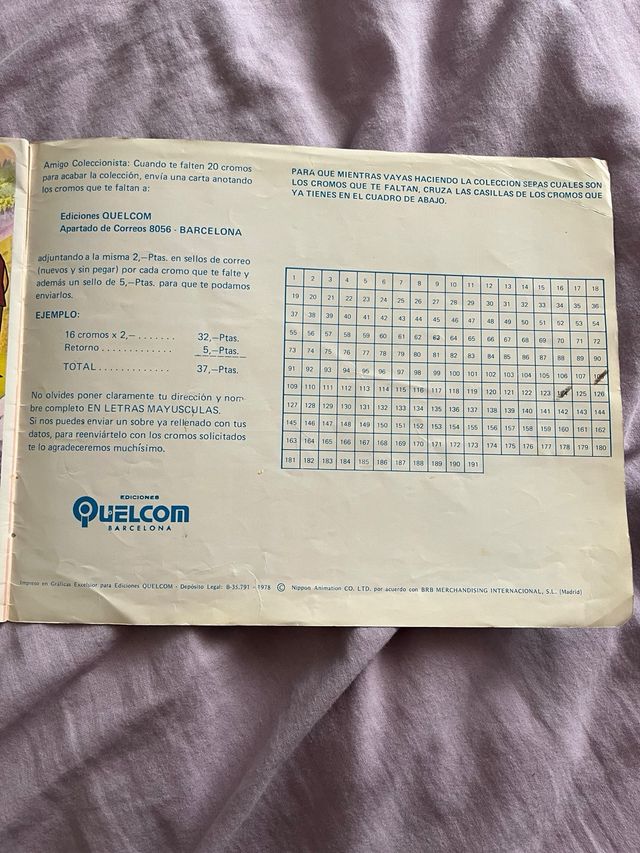 Amigo Coleccionista: Cuando te falten 20 cromos
para acabar la colección, envía una carta anotando
los cromos que te faltan a:
Ediciones QUELCOM
Apartado de Correos 8056 - BARCELONA
adjuntando a la misma 2,—Ptas. en sellos de correo
(nuevos y sin pegar) por cada cromo que te falte y
además un sello de 5,—Ptas. para que te podamos
enviarlos.
EJEMPLO:
16 cromos x 2,— . . . . . . . 32,—Ptas.
Retorno . . . . . . . . . . . . . 5,—Ptas.
TOTAL . . . . . . . . . . . . . 37,—Ptas.
No olvides poner claramente tu dirección y nom-
bre completo EN LETRAS MAYUSCULAS.
Si nos puedes enviar un sobre ya rellenado con tus
datos, para reenviártelo con los cromos solicitados
te lo agradeceremos muchísimo.
EDICIONES
QUELCOM
BARCELONA
PARA QUE MIENTRAS VAYAS HACIENDO LA COLECCION SEPAS CUALES SON
LOS CROMOS QUE TE FALTAN, CRUZA LAS CASILLAS DE LOS CROMOS QUE
YA TIENES EN EL CUADRO DE ABAJO.
1 2 3 4 5 6 7 8 9 10 11 12 13 14 15 16 17 18
19 20 21 22 23 24 25 26 27 28 29 30 31 32 33 34 35 36
37 38 39 40 41 42 43 44 45 46 47 48 49 50 51 52 53 54
55 56 57 58 59 60 61 62 63 64 65 66 67 68 69 70 71 72
73 74 75 76 77 78 79 80 81 82 83 84 85 86 87 88 89 90
91 92 93 94 95 96 97 98 99 100 101 102 103 104 105 106 107 108
109 110 111 112 113 114 115 116 117 118 119 120 121 122 123 124 125 126
127 128 129 130 131 132 133 134 135 136 137 138 139 140 141 142 143 144
145 146 147 148 149 150 151 152 153 154 155 156 157 158 159 160 161 162
163 164 165 166 167 168 169 170 171 172 173 174 175 176 177 178 179 180
181 182 183 184 185 186 187 188 189 190 191
Impreso en Gráficas Excelsior para Ediciones QUELCOM - Depósito Legal: B-35.791 - 1978 © Nippon Animation CO. LTD. por acuerdo con BRB MERCHANDISING INTERNACIONAL, S.L. (Madrid)